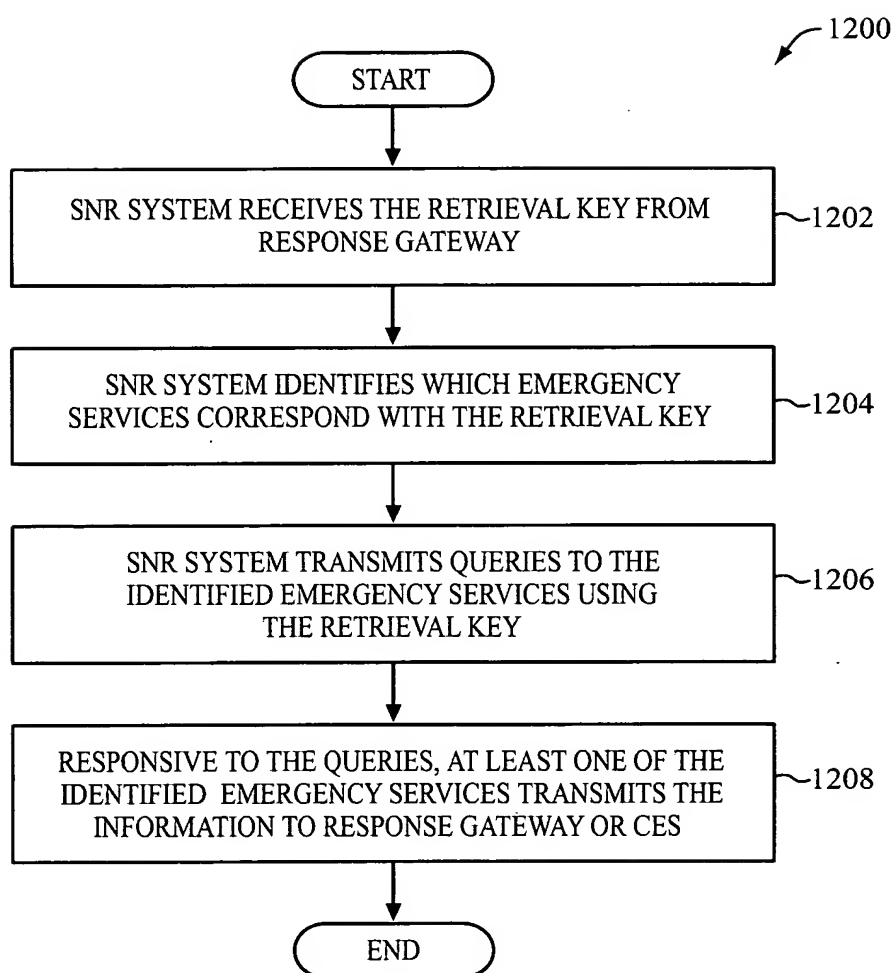 1200
START
SNR SYSTEM RECEIVES THE RETRIEVAL KEY FROM
RESPONSE GATEWAY
1202
SNR SYSTEM IDENTIFIES WHICH EMERGENCY
SERVICES CORRESPOND WITH THE RETRIEVAL KEY
1204
SNR SYSTEM TRANSMITS QUERIES TO THE
IDENTIFIED EMERGENCY SERVICES USING
THE RETRIEVAL KEY
1206
RESPONSIVE TO THE QUERIES, AT LEAST ONE OF THE
IDENTIFIED EMERGENCY SERVICES TRANSMITS THE
INFORMATION TO RESPONSE GATEWAY OR CES
1208
END